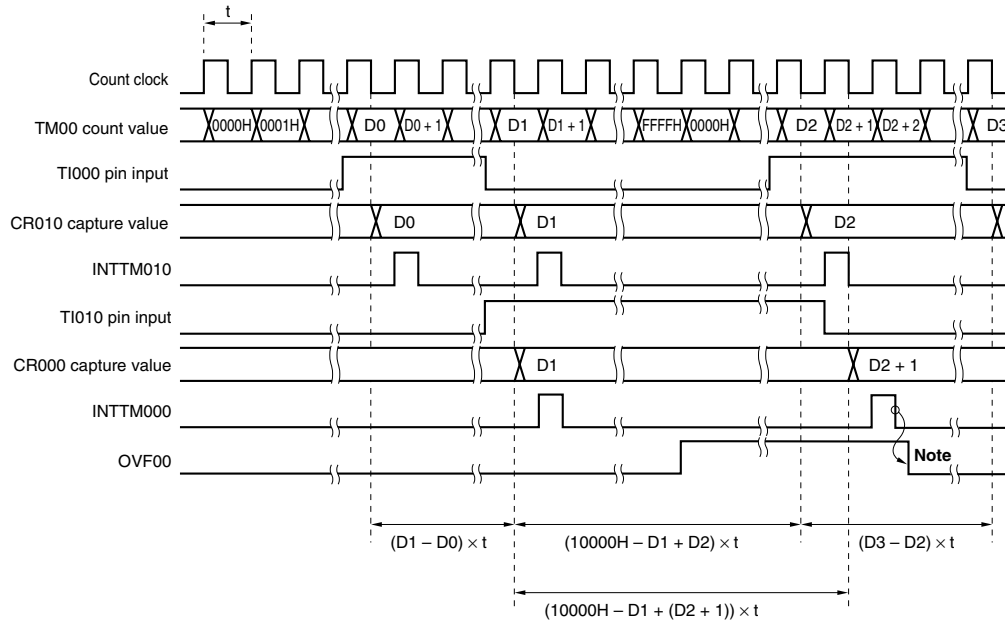 t
Count clock
TM00 count value 0000H 0001H D0 D0 + 1 D1 D1 + 1 FFFFH 0000H D2 D2 + 1 D2 + 2 D3
TI000 pin input
CR010 capture value D0 D1 D2
INTTM010
TI010 pin input
CR000 capture value D1 D2 + 1
INTTM000
OVF00 Note
(D1 – D0) × t (10000H – D1 + D2) × t (D3 – D2) × t
(10000H – D1 + (D2 + 1)) × t